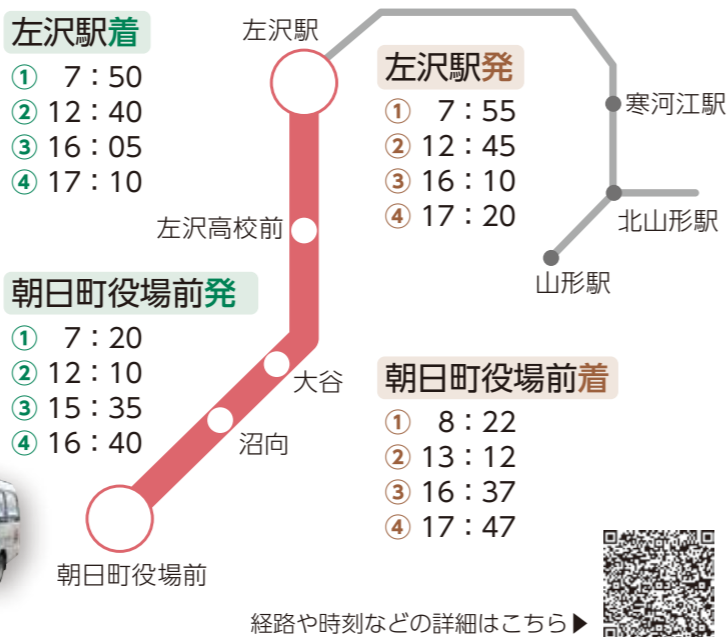 左沢駅着
① 7：50
② 12：40
③ 16：05
④ 17：10
左沢駅
左沢駅発
① 7：55
② 12：45
③ 16：10
④ 17：20
寒河江駅
北山形駅
山形駅
左沢高校前
朝日町役場前発
① 7：20
② 12：10
③ 15：35
④ 16：40
大谷
沼向
朝日町役場前
朝日町役場前着
① 8：22
② 13：12
③ 16：37
④ 17：47
経路や時刻などの詳細はこちら▶